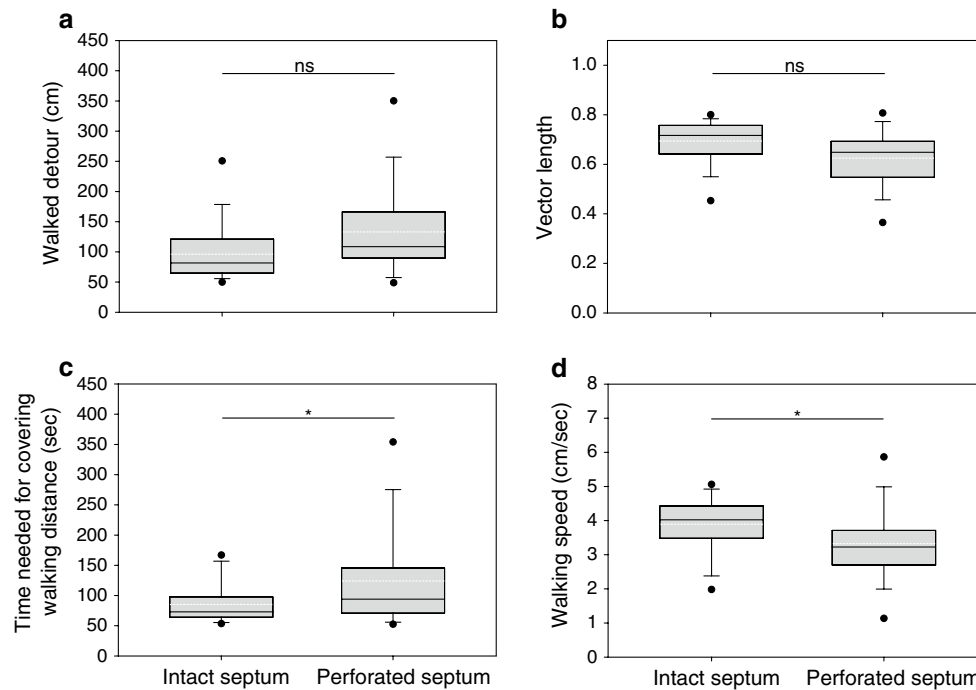 a
Walked detour (cm)
450
400
350
300
250
200
150
100
50
0
ns
b
Vector length
1.0
0.8
0.6
0.4
0.2
0.0
ns
c
Time needed for covering
walking distance (sec)
450
400
350
300
250
200
150
100
50
0
*
Intact septum
Perforated septum
d
Walking speed (cm/sec)
8
7
6
5
4
3
2
1
0
*
Intact septum
Perforated septum